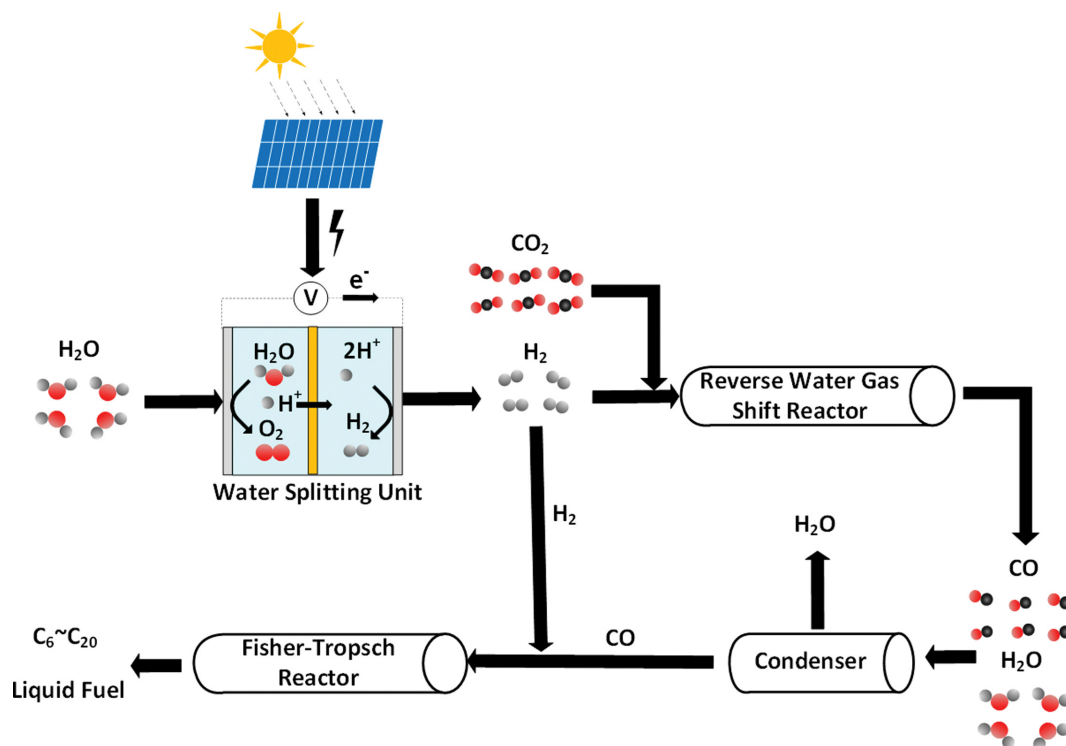 V
e⁻
CO₂
H₂O
H₂O
2H⁺
H⁺
O₂
H₂
Water Splitting Unit
H₂
Reverse Water Gas
Shift Reactor
H₂
H₂O
CO
H₂O
CO
Condenser
Fisher-Tropsch
Reactor
C₆~C₂₀
Liquid Fuel